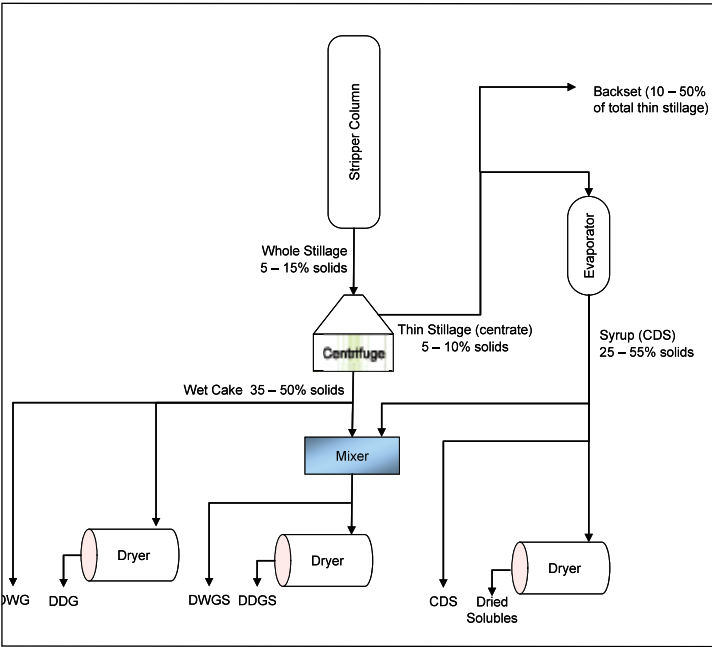 Stripper Column
Backset (10 – 50%
of total thin stillage)
Evaporator
Whole Stillage
5 – 15% solids
Thin Stillage (centrate)
5 – 10% solids
Centrifuge
Syrup (CDS)
25 – 55% solids
Wet Cake 35 – 50% solids
Mixer
Dryer
Dryer
Dryer
DWG
DDG
DWGS
DDGS
CDS
Dried
Solubles